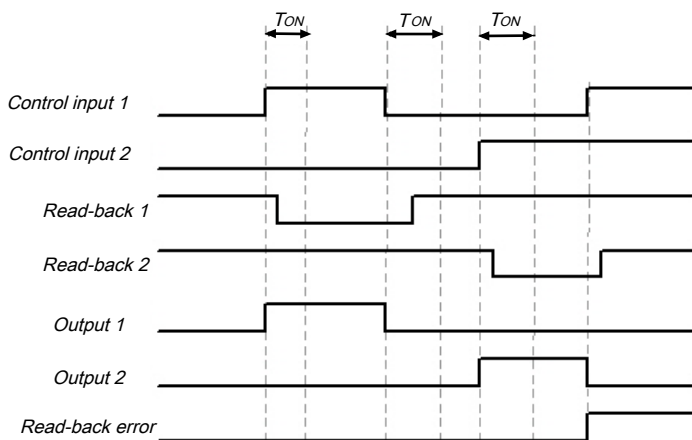 TON TON TON
Control input 1
Control input 2
Read-back 1
Read-back 2
Output 1
Output 2
Read-back error